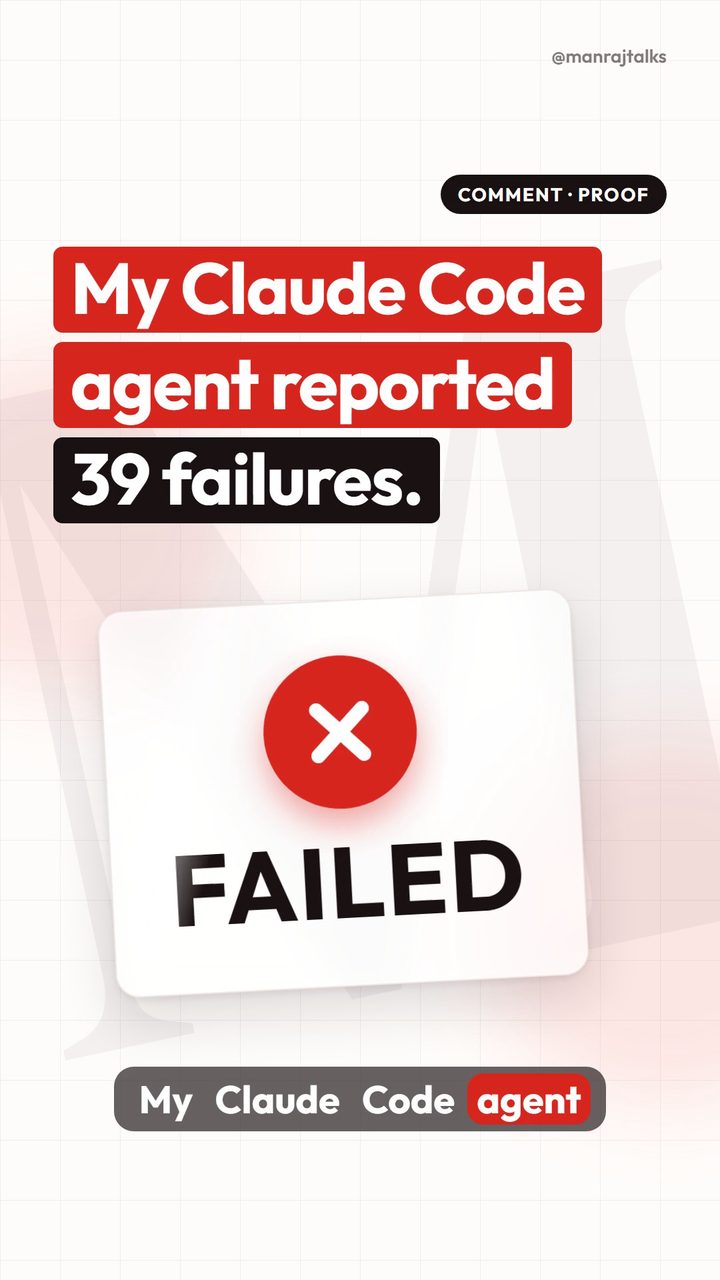 @manrajtalks
COMMENT · PROOF
My Claude Code
agent reported
39 failures.
FAILED
My Claude Code agent